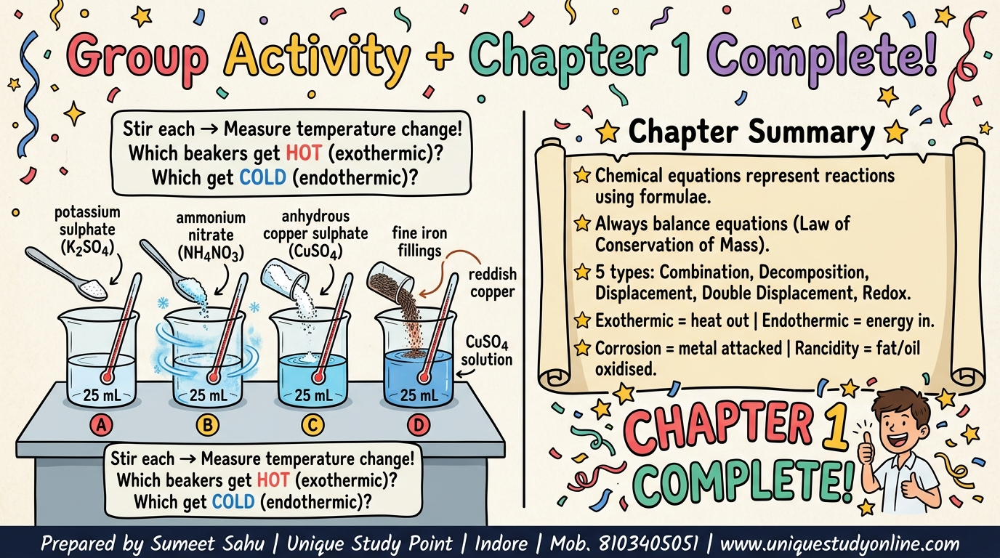 Group Activity + Chapter 1 Complete!
Stir each → Measure temperature change!
Which beakers get HOT (exothermic)?
Which get COLD (endothermic)?
potassium
sulphate
(K₂SO₄)
ammonium
nitrate
(NH₄NO₃)
anhydrous
copper sulphate
(CuSO₄)
fine iron
fillings
reddish
copper
CuSO₄
solution
25 mL
25 mL
25 mL
25 mL
A
B
C
D
Stir each → Measure temperature change!
Which beakers get HOT (exothermic)?
Which get COLD (endothermic)?
Chapter Summary
Chemical equations represent reactions
using formulae.
Always balance equations (Law of
Conservation of Mass).
5 types: Combination, Decomposition,
Displacement, Double Displacement, Redox.
Exothermic = heat out | Endothermic = energy in.
Corrosion = metal attacked | Rancidity = fat/oil
oxidised.
CHAPTER 1
COMPLETE!
Prepared by Sumeet Sahu | Unique Study Point | Indore | Mob. 8103405051 | www.uniquestudyonline.com